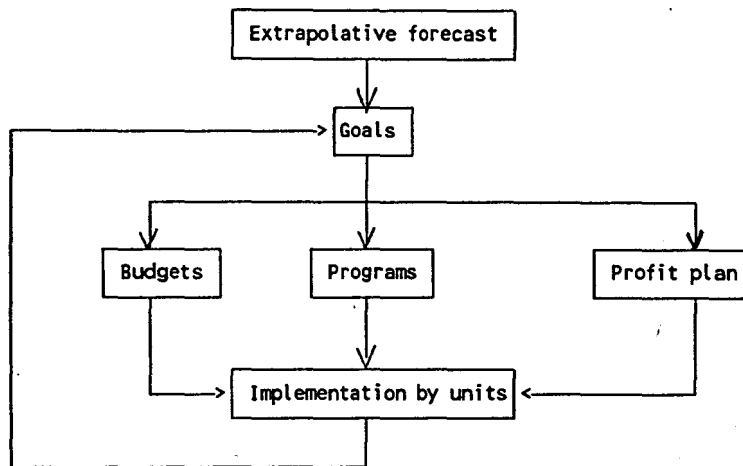 Extrapolative forecast
Goals
Budgets
Programs
Profit plan
Implementation by units